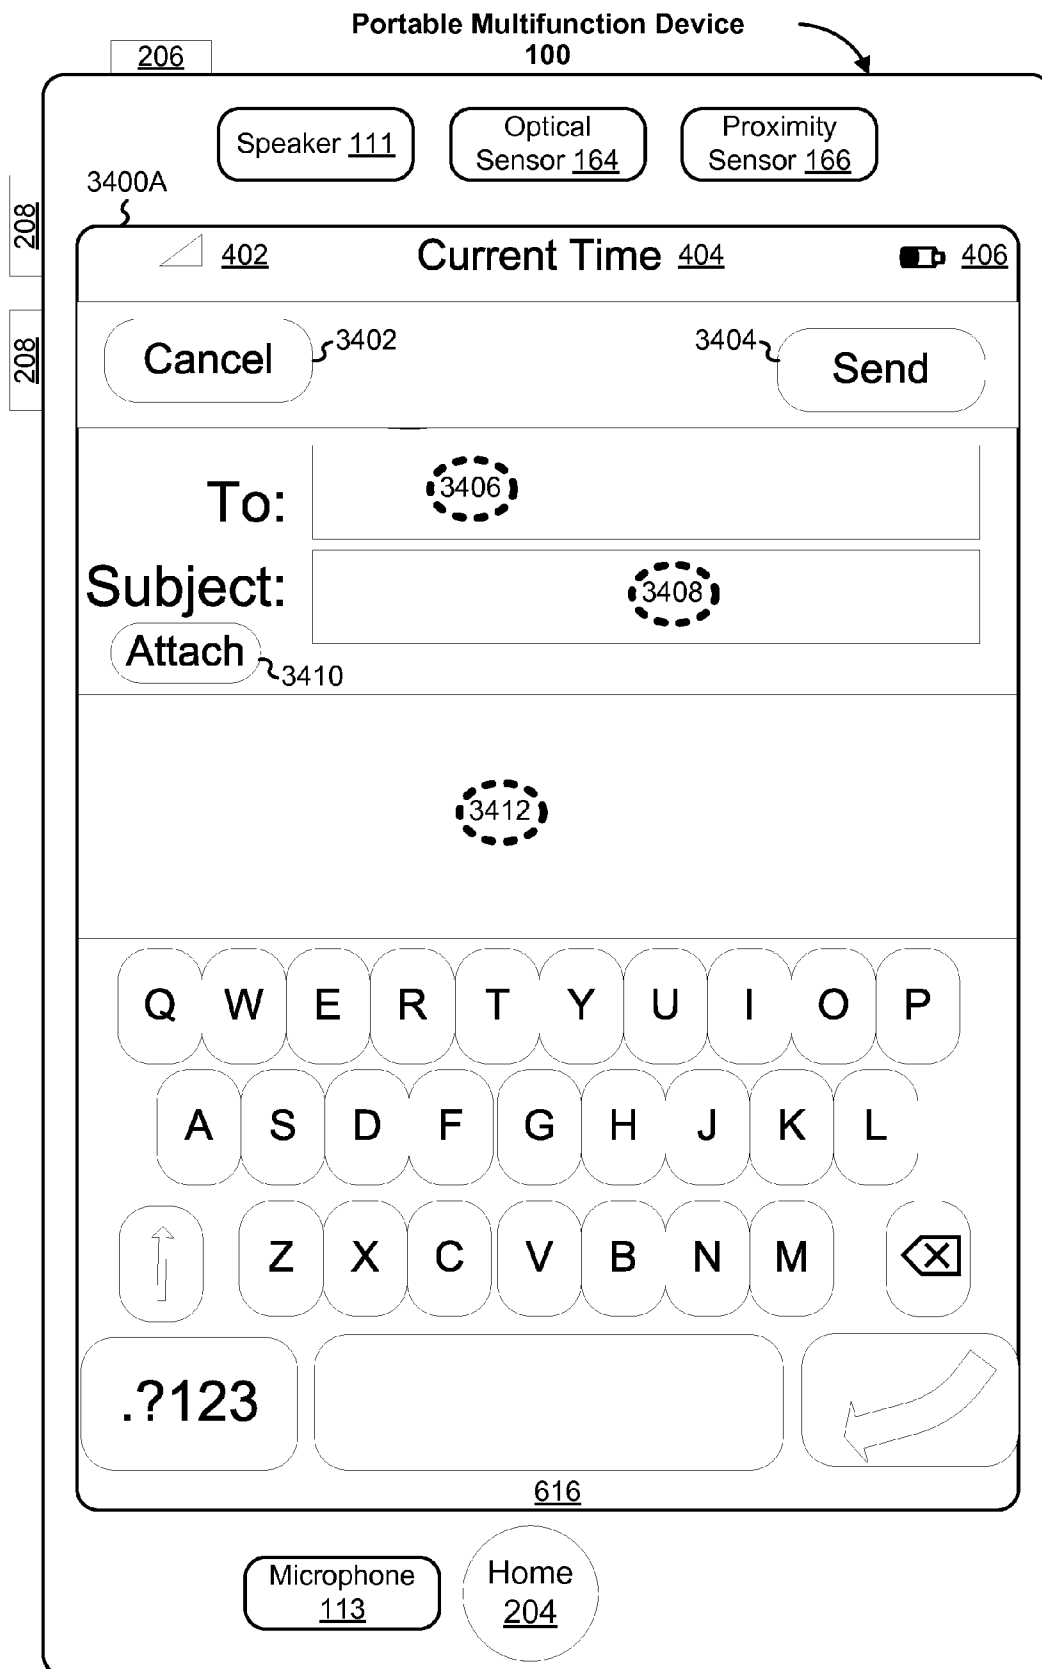 Portable Multifunction Device
100
206
Speaker 111
Optical
Sensor 164
Proximity
Sensor 166
3400A
208
402
Current Time 404
406
208
Cancel
3402
3404
Send
To:
3406
Subject:
3408
Attach
3410
3412
Q W E R T Y U I O P
A S D F G H J K L
Z X C V B N M
.?123
616
Microphone
113
Home
204